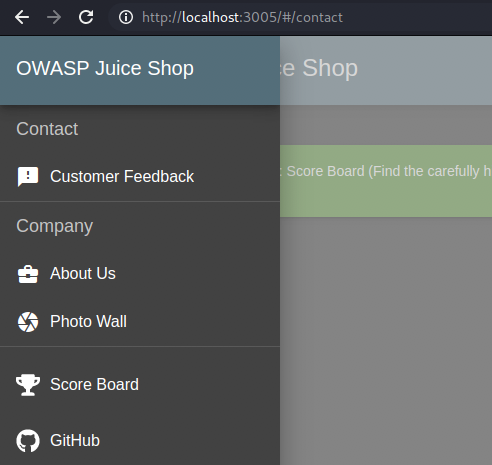 http://localhost:3005/#/contact
OWASP Juice Shop
ce Shop
Contact
: Score Board (Find the carefully h
Customer Feedback
Company
About Us
Photo Wall
Score Board
GitHub